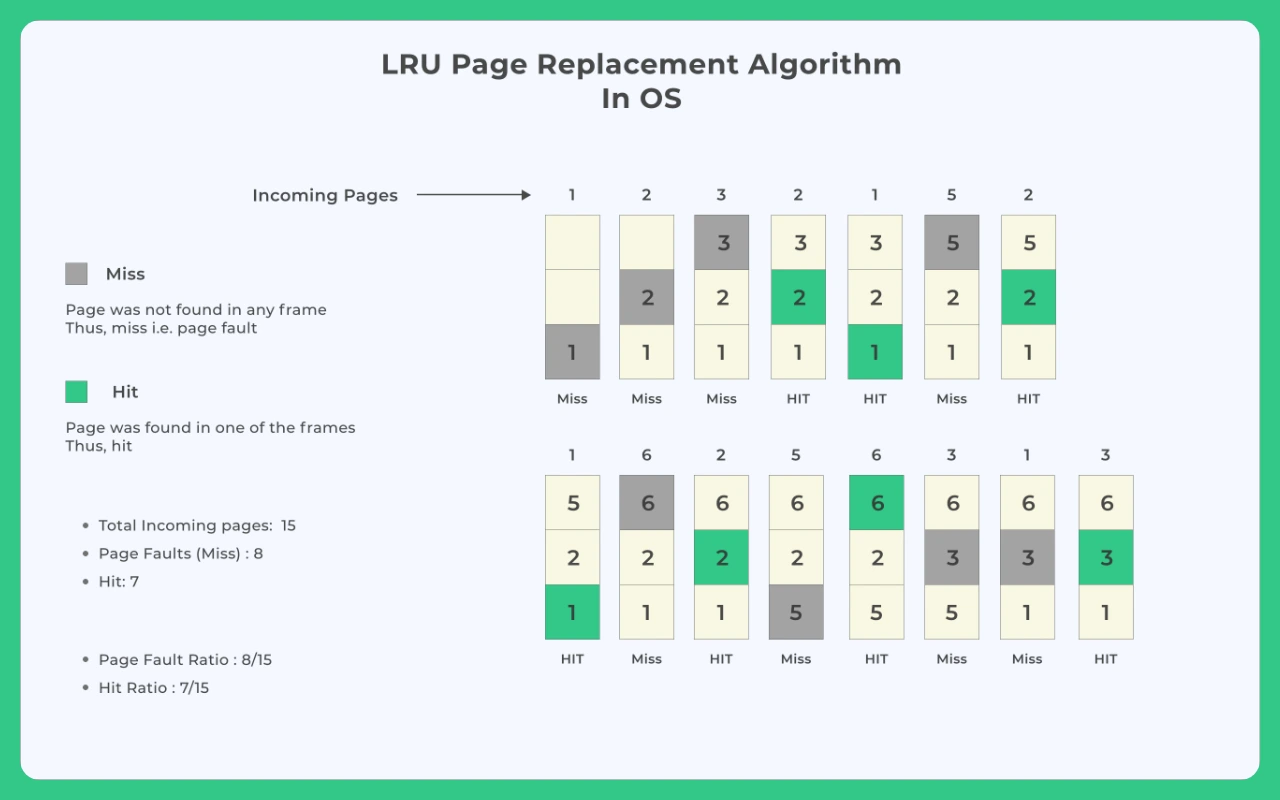 LRU Page Replacement Algorithm
In OS
Incoming Pages 1 2 3 2 1 5 2
3 3 3 5 5
2 2 2 2 2 2
1 1 1 1 1 1 1
Miss Miss Miss HIT HIT Miss HIT
Miss
Page was not found in any frame
Thus, miss i.e. page fault
Hit
Page was found in one of the frames
Thus, hit
1 6 2 5 6 3 1 3
5 6 6 6 6 6 6 6
2 2 2 2 2 3 3 3
1 1 1 5 5 5 1 1
HIT Miss HIT Miss HIT Miss Miss HIT
• Total Incoming pages: 15
• Page Faults (Miss) : 8
• Hit: 7
• Page Fault Ratio : 8/15
• Hit Ratio : 7/15